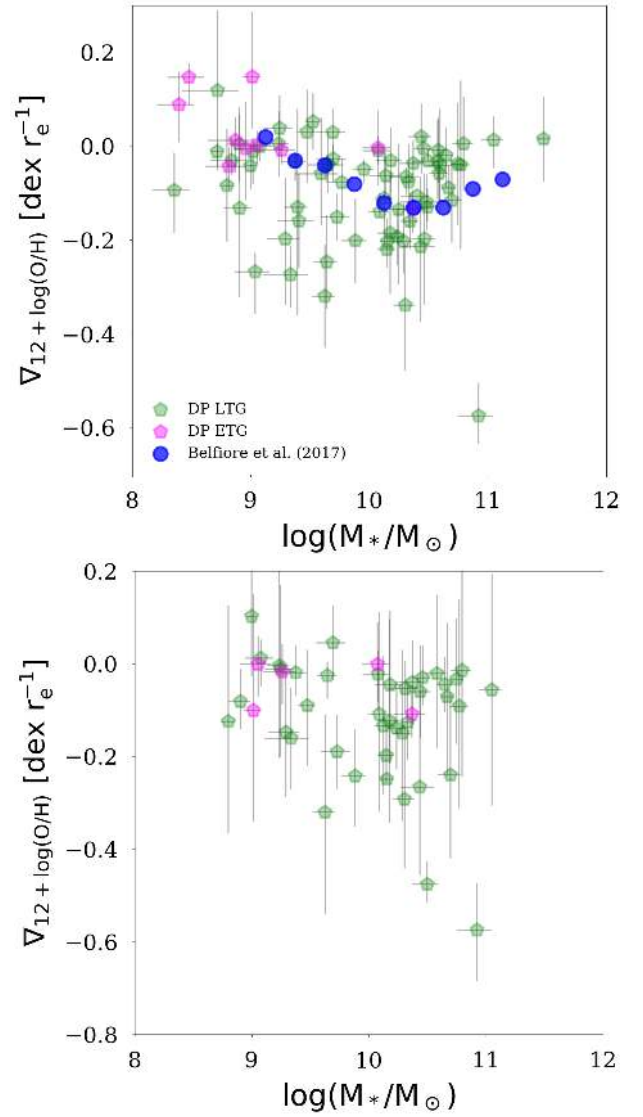 0.2
0.0
−0.2
−0.4
−0.6
∇12 + log(O/H) [dex re−1]
DP LTG
DP ETG
Belfiore et al. (2017)
8 9 10 11 12
log(M*/M⊙)
0.2
0.0
−0.2
−0.4
−0.6
−0.8
∇12 + log(O/H) [dex re−1]
8 9 10 11 12
log(M*/M⊙)